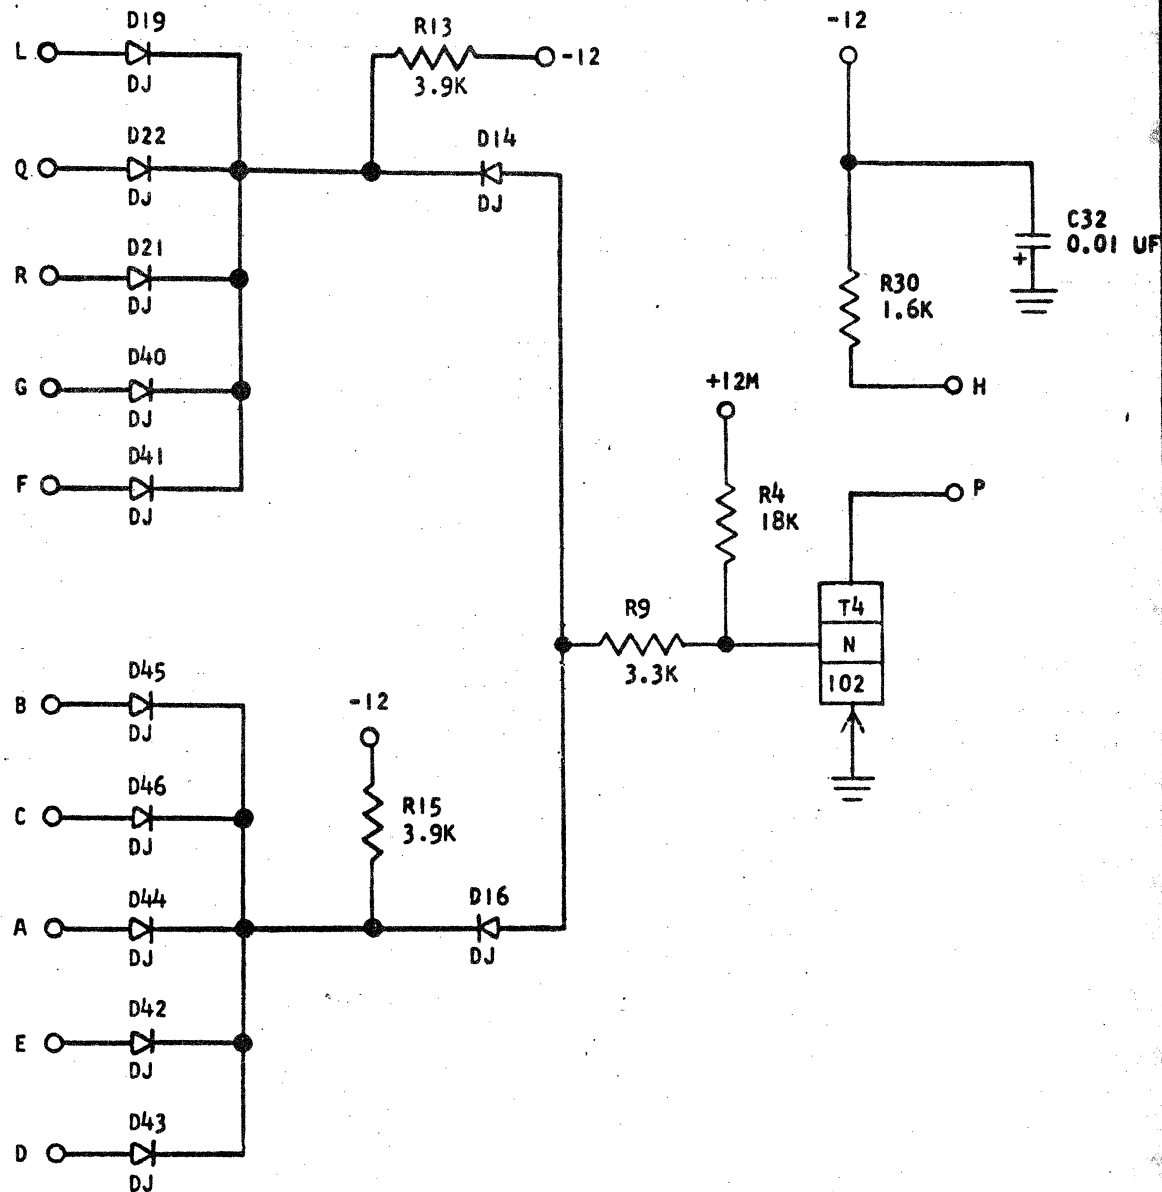 D19
L
DJ
R13
-12
3.9K
-12
D22
Q
DJ
D14
DJ
D21
R
DJ
C32
0.01 UF
+
R30
1.6K
D40
G
DJ
+12M
H
D41
F
DJ
R4
18K
P
R9
3.3K
T4
N
102
D45
B
DJ
-12
D46
C
DJ
R15
3.9K
D44
A
DJ
D16
DJ
D42
E
DJ
D43
D
DJ